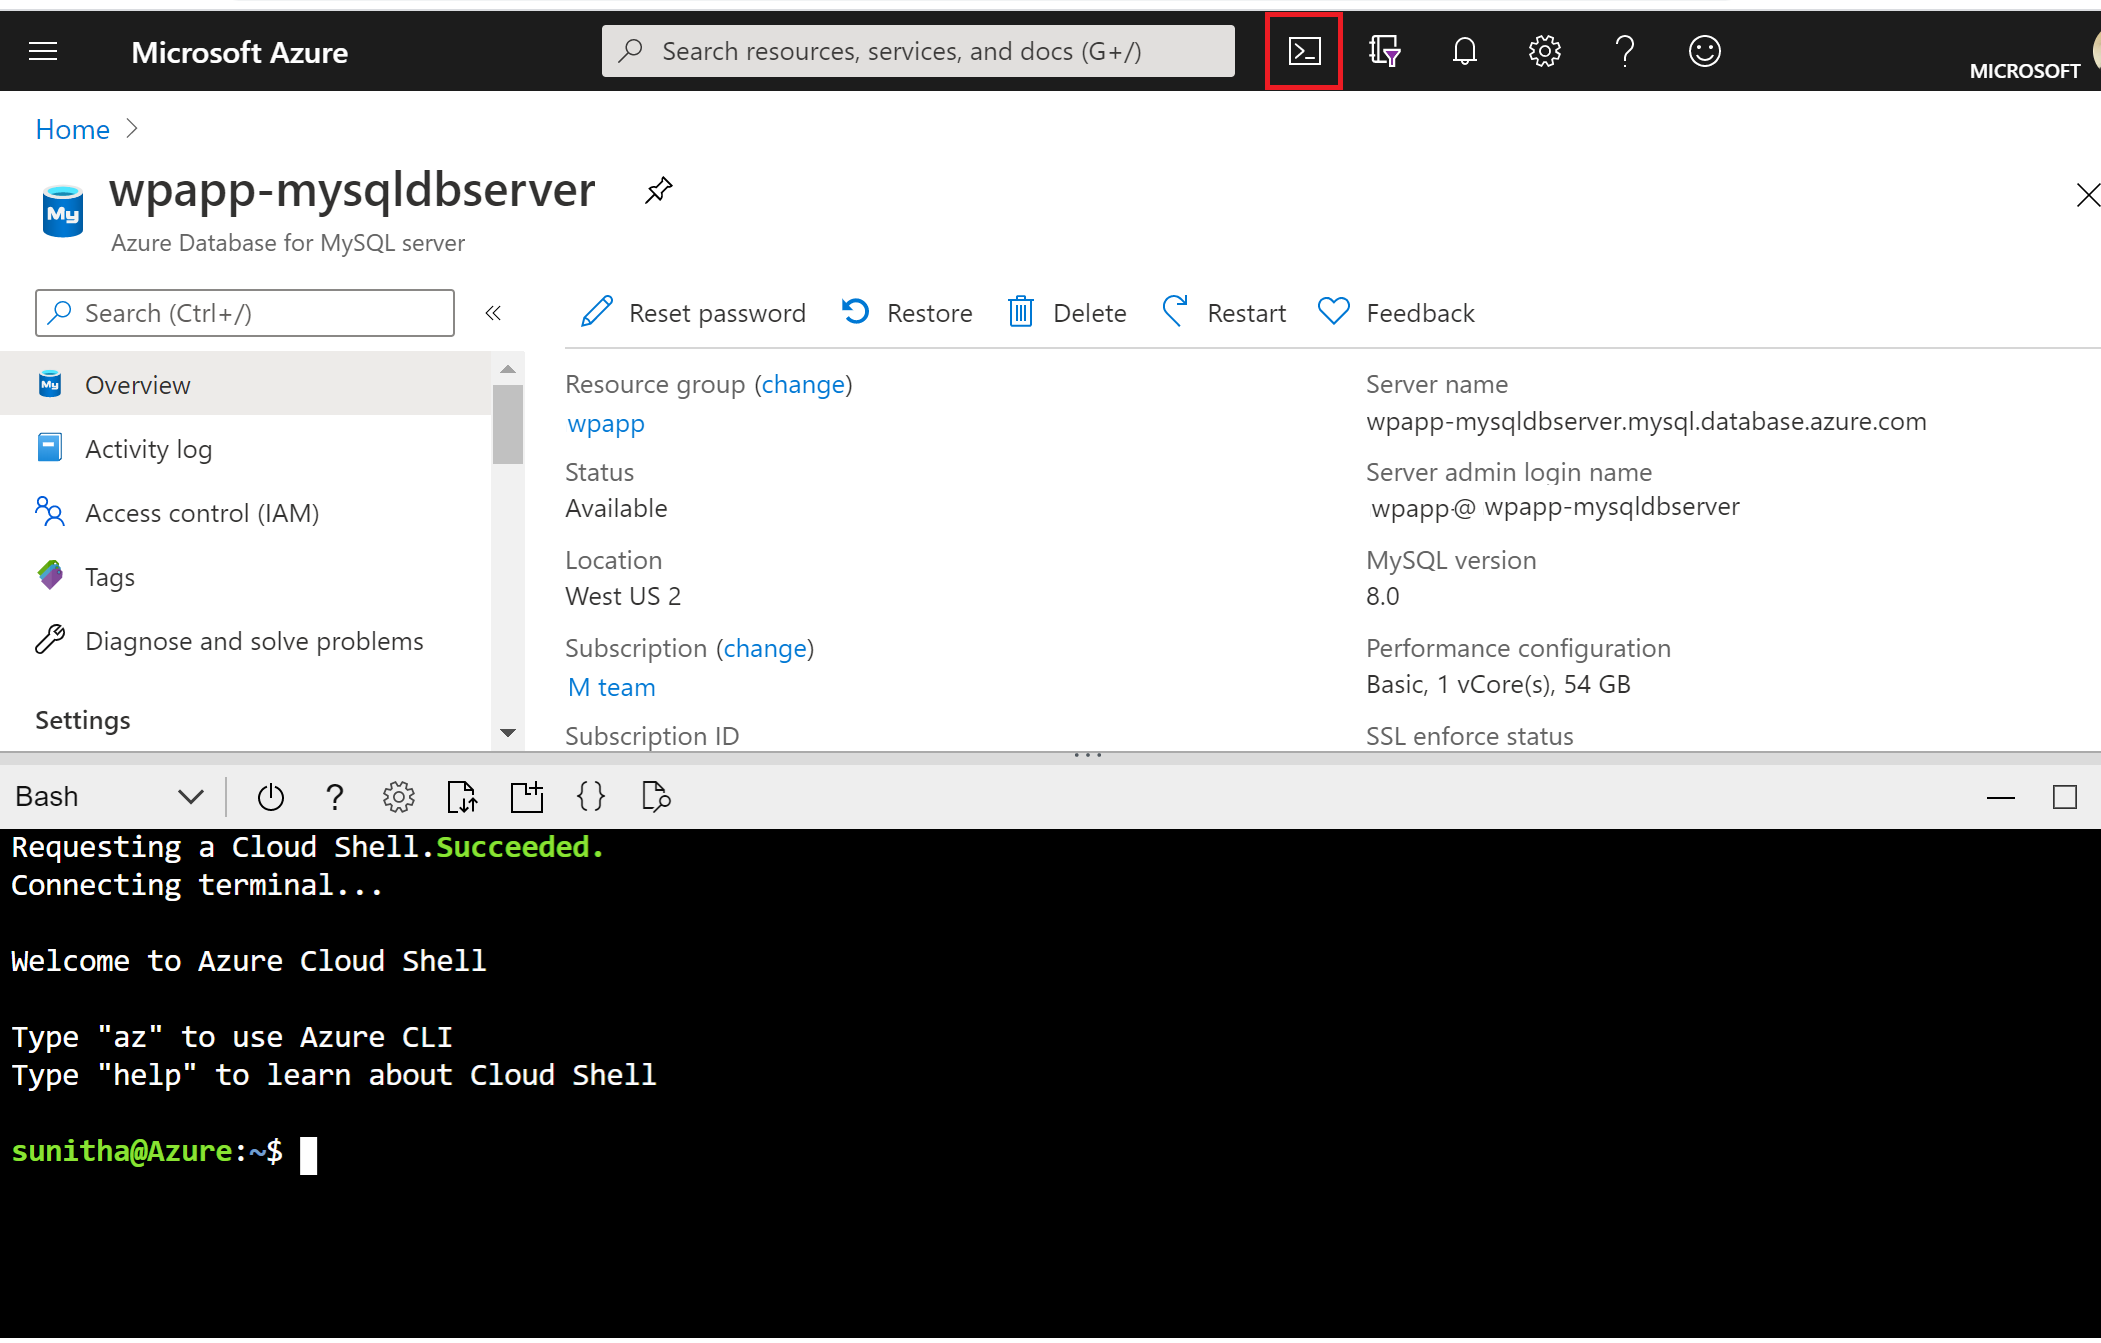 Microsoft Azure
Search resources, services, and docs (G+/)
MICROSOFT
Home
wpapp-mysqldbserver
My
Azure Database for MySQL server
Search (Ctrl+/)
«
Reset password
Restore
Delete
Restart
Feedback
My
Overview
Activity log
Access control (IAM)
Tags
Diagnose and solve problems
Settings
Resource group (change)
wpapp
Status
Available
Location
West US 2
Subscription (change)
M team
Subscription ID
Server name
wpapp-mysqldbserver.mysql.database.azure.com
Server admin login name
wpapp@ wpapp-mysqldbserver
MySQL version
8.0
Performance configuration
Basic, 1 vCore(s), 54 GB
SSL enforce status
Bash
Requesting a Cloud Shell.Succeeded.
Connecting terminal...
Welcome to Azure Cloud Shell
Type "az" to use Azure CLI
Type "help" to learn about Cloud Shell
sunitha@Azure:~$